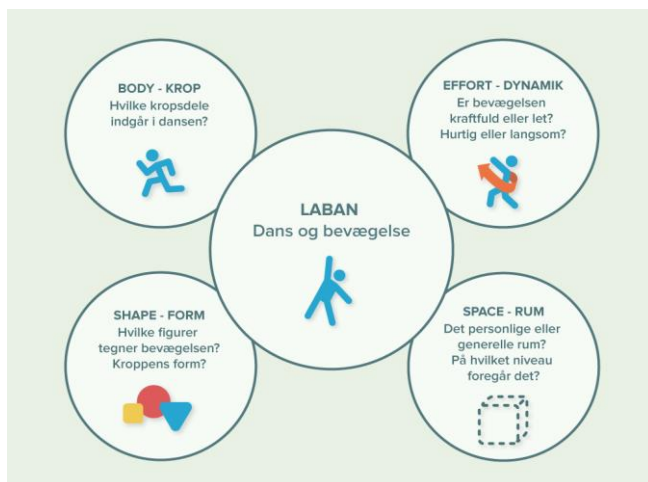 BODY - KROP
Hvilke kropsdele
indgår i dansen?
EFFORT - DYNAMIK
Er bevægelsen
kraftfuld eller let?
Hurtig eller langsom?
LABAN
Dans og bevægelse
SHAPE - FORM
Hvilke figurer
tegner bevægelsen?
Kroppens form?
SPACE - RUM
Det personlige eller
generelle rum?
På hvilket niveau
foregår det?